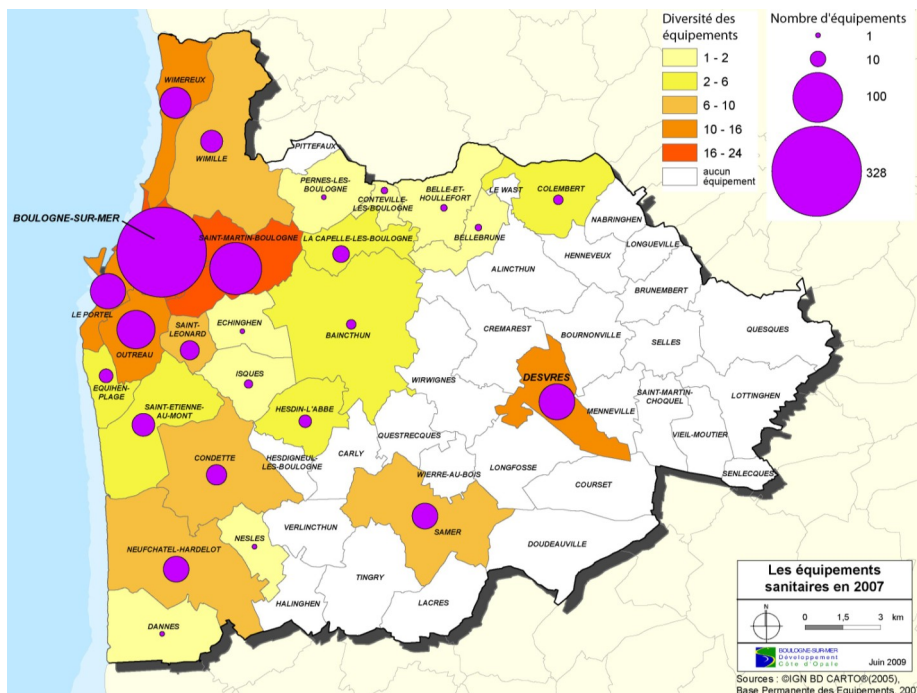 Diversité des
équipements
1 - 2
2 - 6
6 - 10
10 - 16
16 - 24
aucun
équipement
Nombre d'équipements
1
10
100
328
WIMEREUX
WIMILLE
PITTEFAUX
PERNES-LES-
BOULOGNE
CONTEVILLE-
LES-BOULOGNE
BELLE-ET-
HOULLEFORT
LE WAST
COLEMBERT
BELLEBRUNE
NABRINGHEN
BOULOGNE-SUR-MER
SAINT-MARTIN-BOULOGNE
LA CAPELLE-LES-BOULOGNE
LONGUEVILLE
HENNEVEUX
ALINCTHUN
BRUNEMBERT
LE PORTEL
OUTREAU
SAINT-
LEONARD
ECHINGHEN
BAINCTHUN
CREMAREST
BOURNONVILLE
SELLES
QUESQUES
EQUIHEN-
PLAGE
ISQUES
WIRWIGNES
DESVRES
MENNEVILLE
SAINT-MARTIN-
CHOQUEL
LOTTINGHEN
SAINT-ETIENNE-
AU-MONT
HESDIN-L'ABBE
QUESTRECQUES
VIEIL-MOUTIER
CONDETTE
HESDIGNEUL-
LES-BOULOGNE
CARLY
WIERRE-AU-BOIS
LONGFOSSE
SENLECQUES
COURSET
VERLINCTHUN
SAMER
NESLES
NEUFCHATEL-HARDELOT
DOUDEAUVILLE
TINGRY
HALINGHEN
LACRES
DANNES
Les équipements
sanitaires en 2007
N
0 1,5 3
km
BOULOGNE-SUR-MER
Développement
Côte d'Opale
Juin 2009
Sources : ©IGN BD CARTO®(2005),
Base Permanente des Equipements, 200